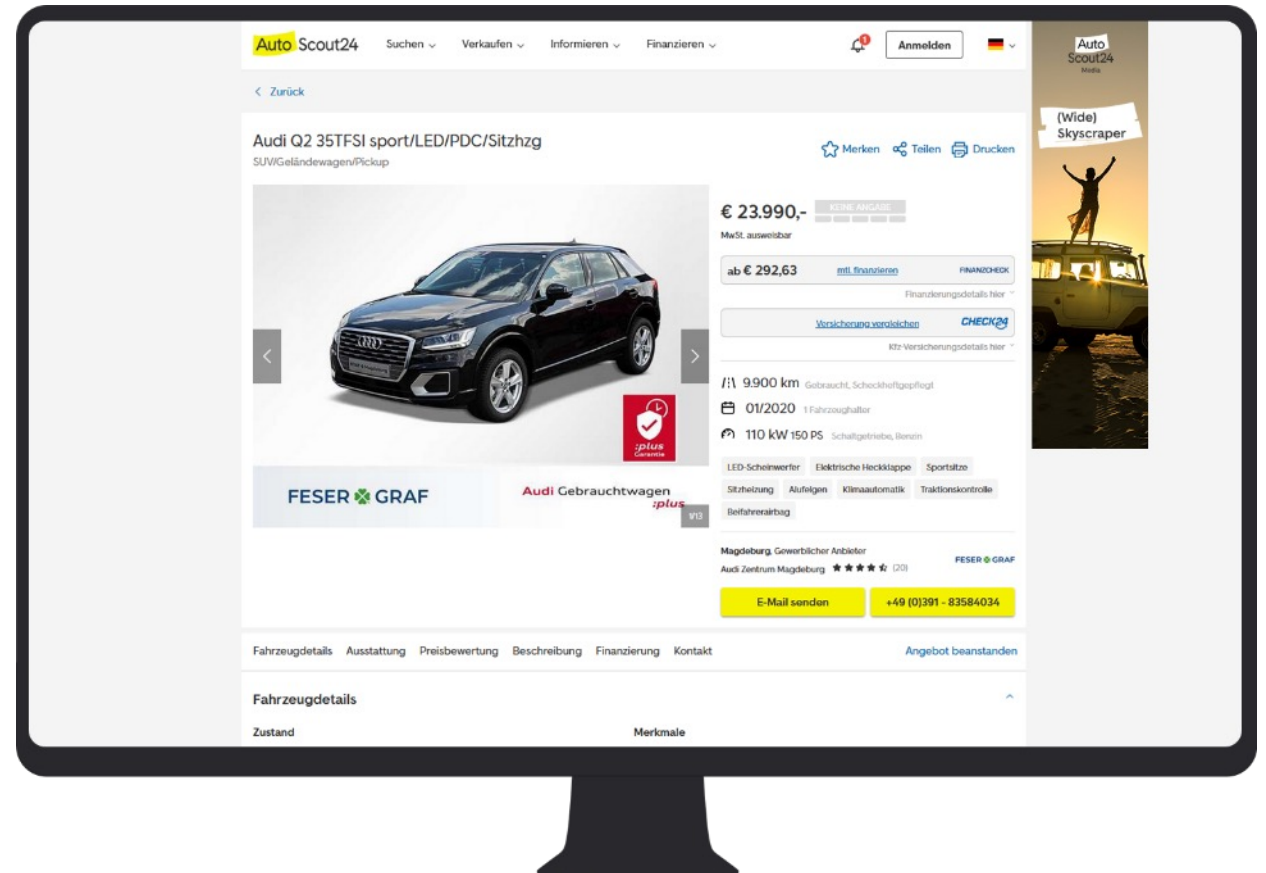 Auto Scout24 Suchen Verkaufen Informieren Finanzieren 1 Anmelden
Auto
Scout24
Media
Zurück
(Wide)
Skyscraper
Audi Q2 35TFSI sport/LED/PDC/Sitzhzg
SUV/Geländewagen/Pickup
Merken Teilen Drucken
€ 23.990,- KEINE ANGABE
MwSt. ausweisbar
ab € 292,63 mtl. finanzieren FINANZCHECK
Finanzierungsdetails hier
Versicherung vergleichen CHECK24
Kfz-Versicherungsdetails hier
9.900 km Gebraucht, Scheckheftgepflegt
01/2020 1 Fahrzeughalter
110 kW 150 PS Schaltgetriebe, Benzin
:plus
Garantie
LED-Scheinwerfer Elektrische Heckklappe Sportsitze
Sitzheizung Alufelgen Klimaautomatik Traktionskontrolle
Beifahrerairbag
FESER GRAF
Audi Gebrauchtwagen
:plus
1/13
Magdeburg, Gewerblicher Anbieter
Audi Zentrum Magdeburg (20)
FESER GRAF
E-Mail senden +49 (0)391 - 83584034
Fahrzeugdetails Ausstattung Preisbewertung Beschreibung Finanzierung Kontakt Angebot beanstanden
Fahrzeugdetails
Zustand Merkmale